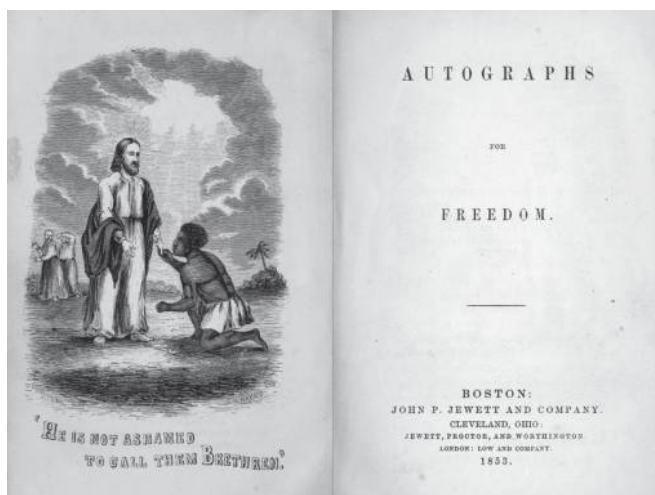 'HE IS NOT ASHAMED
TO CALL THEM BRETHREN.'
AUTOGRAPHS
FOR
FREEDOM.
BOSTON:
JOHN P. JEWETT AND COMPANY.
CLEVELAND, OHIO:
JEWETT, PROCTOR, AND WORTHINGTON
LONDON: LOW AND COMPANY.
1853.